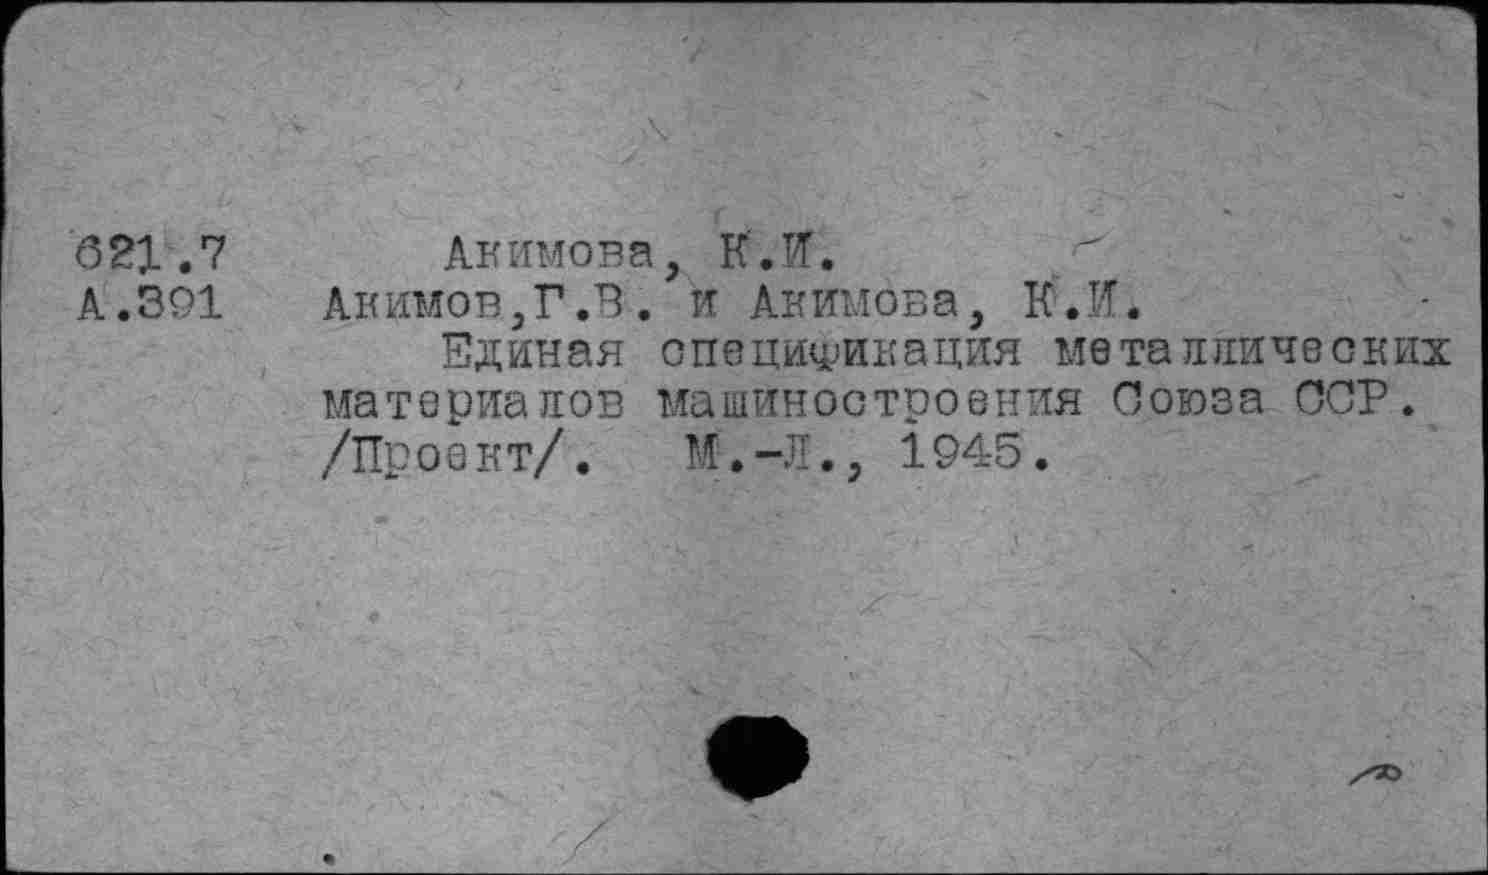 621.7 Акимова, К.И.
А.391 Акимов,Г.В. и Акимова, К.И.
Единая спецификация металлических
материалов машиностроения Союза ССР.
/Проект/. М.-Л., 1945.